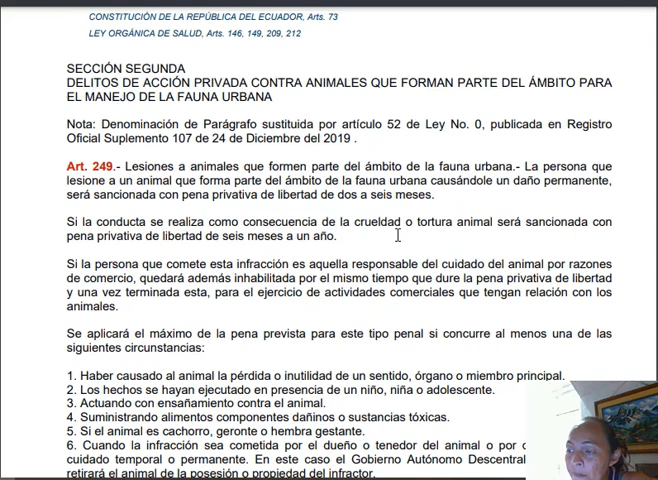 CONSTITUCIÓN DE LA REPÚBLICA DEL ECUADOR, Arts. 73
LEY ORGÁNICA DE SALUD, Arts. 146, 149, 209, 212
SECCIÓN SEGUNDA
DELITOS DE ACCIÓN PRIVADA CONTRA ANIMALES QUE FORMAN PARTE DEL ÁMBITO PARA
EL MANEJO DE LA FAUNA URBANA
Nota: Denominación de Parágrafo sustituida por artículo 52 de Ley No. 0, publicada en Registro
Oficial Suplemento 107 de 24 de Diciembre del 2019 .
Art. 249.- Lesiones a animales que formen parte del ámbito de la fauna urbana.- La persona que
lesione a un animal que forma parte del ámbito de la fauna urbana causándole un daño permanente,
será sancionada con pena privativa de libertad de dos a seis meses.
Si la conducta se realiza como consecuencia de la crueldad o tortura animal será sancionada con
pena privativa de libertad de seis meses a un año.
Si la persona que comete esta infracción es aquella responsable del cuidado del animal por razones
de comercio, quedará además inhabilitada por el mismo tiempo que dure la pena privativa de libertad
y una vez terminada esta, para el ejercicio de actividades comerciales que tengan relación con los
animales.
Se aplicará el máximo de la pena prevista para este tipo penal si concurre al menos una de las
siguientes circunstancias:
1. Haber causado al animal la pérdida o inutilidad de un sentido, órgano o miembro principal.
2. Los hechos se hayan ejecutado en presencia de un niño, niña o adolescente.
3. Actuando con ensañamiento contra el animal.
4. Suministrando alimentos componentes dañinos o sustancias tóxicas.
5. Si el animal es cachorro, geronte o hembra gestante.
6. Cuando la infracción sea cometida por el dueño o tenedor del animal o por
cuidado temporal o permanente. En este caso el Gobierno Autónomo
retirará el animal de la posesión o propiedad del infractor.